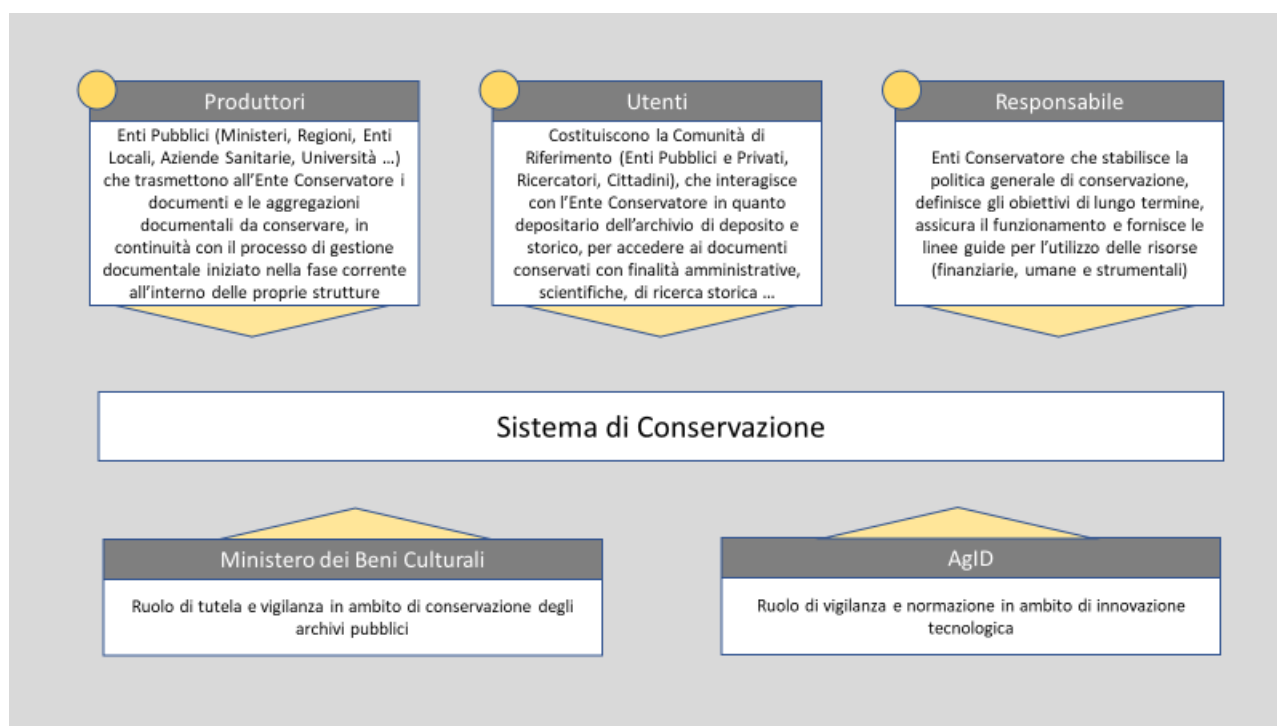 Produttori
Enti Pubblici (Ministeri, Regioni, Enti
Locali, Aziende Sanitarie, Università ...)
che trasmettono all'Ente Conservatore i
documenti e le aggregazioni
documentali da conservare, in
continuità con il processo di gestione
documentale iniziato nella fase corrente
all'interno delle proprie strutture
Utenti
Costituiscono la Comunità di
Riferimento (Enti Pubblici e Privati,
Ricercatori, Cittadini), che interagisce
con l'Ente Conservatore in quanto
depositario dell'archivio di deposito e
storico, per accedere ai documenti
conservati con finalità amministrative,
scientifiche, di ricerca storica ...
Responsabile
Enti Conservatore che stabilisce la
politica generale di conservazione,
definisce gli obiettivi di lungo termine,
assicura il funzionamento e fornisce le
linee guide per l'utilizzo delle risorse
(finanziarie, umane e strumentali)
Sistema di Conservazione
Ministero dei Beni Culturali
Ruolo di tutela e vigilanza in ambito di conservazione degli
archivi pubblici
AgID
Ruolo di vigilanza e normazione in ambito di innovazione
tecnologica